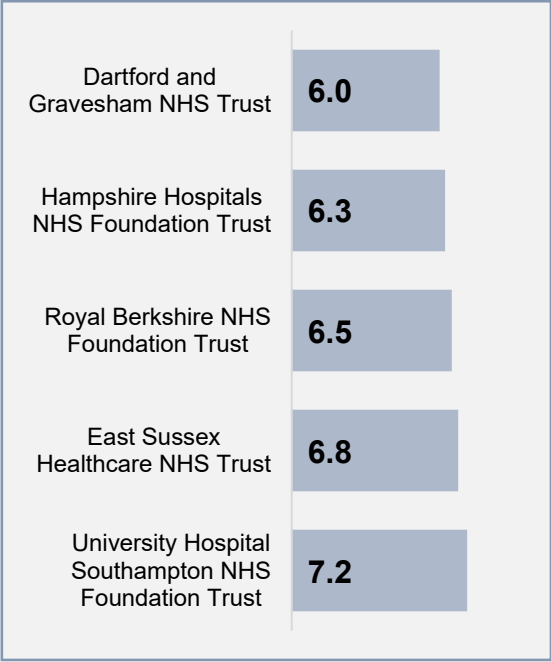 Dartford and
Gravesham NHS Trust
6.0
Hampshire Hospitals
NHS Foundation Trust
6.3
Royal Berkshire NHS
Foundation Trust
6.5
East Sussex
Healthcare NHS Trust
6.8
University Hospital
Southampton NHS
Foundation Trust
7.2